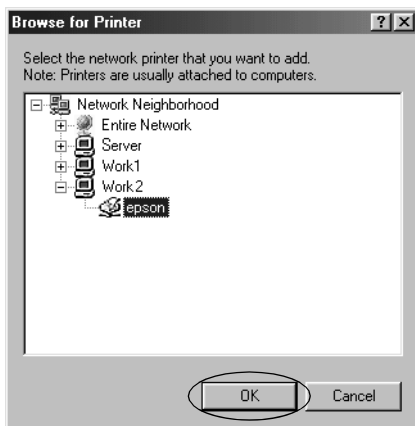 Browse for Printer
Select the network printer that you want to add.
Note: Printers are usually attached to computers.
Network Neighborhood
Entire Network
Server
Work1
Work2
epson
OK Cancel